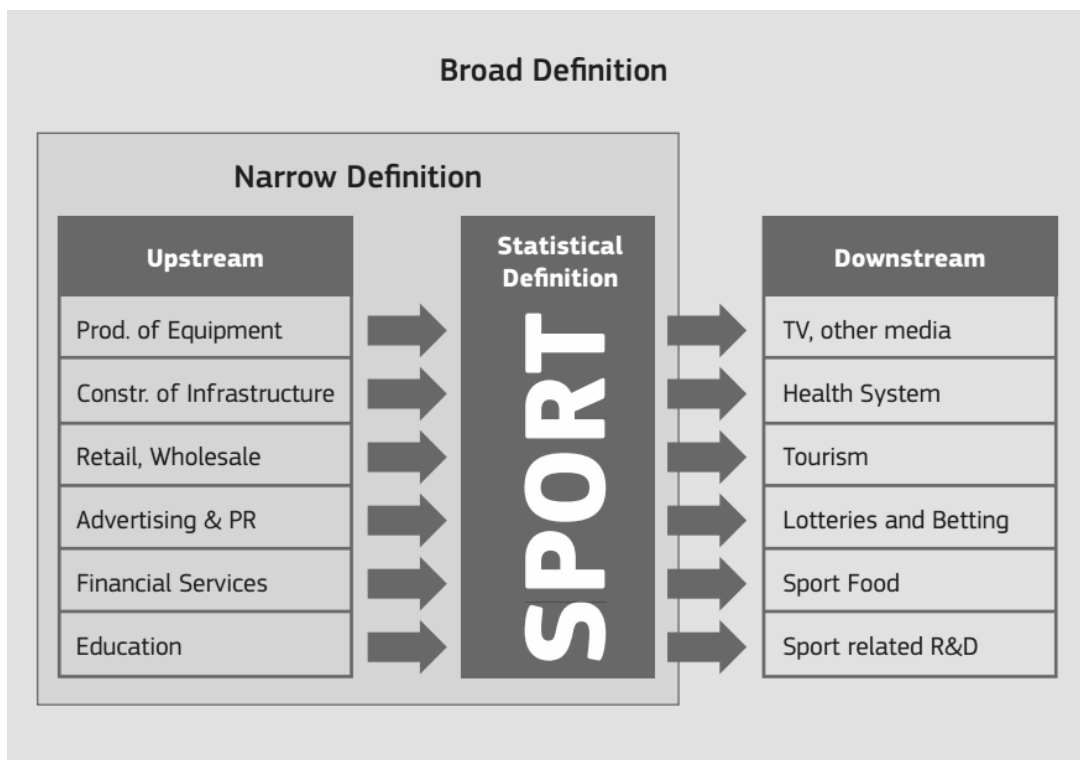 Broad Definition
Narrow Definition
Upstream
Prod. of Equipment
Constr. of Infrastructure
Retail, Wholesale
Advertising & PR
Financial Services
Education
Statistical
Definition
SPORT
Downstream
TV, other media
Health System
Tourism
Lotteries and Betting
Sport Food
Sport related R&D